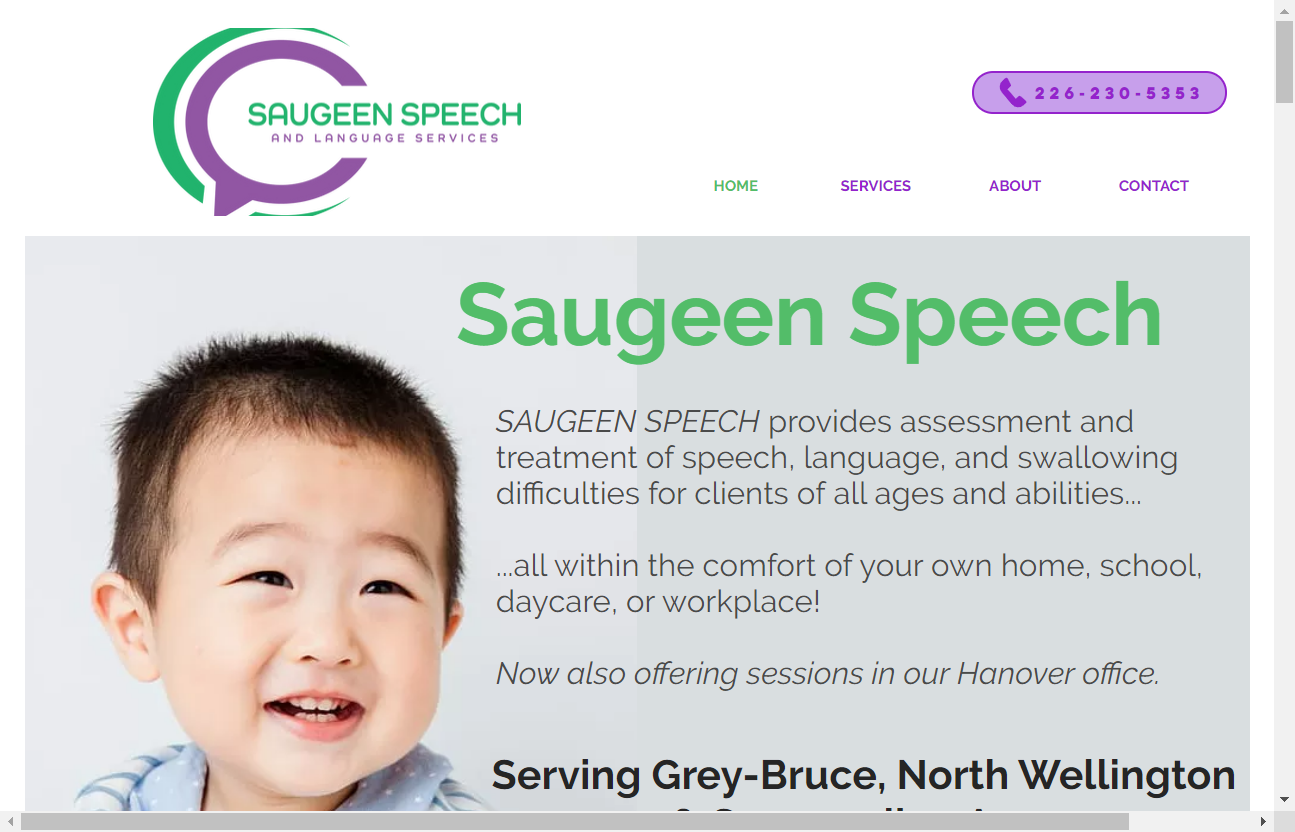 SAUGEEN SPEECH
AND LANGUAGE SERVICES
226-230-5353
HOME
SERVICES
ABOUT
CONTACT
Saugeen Speech
SAUGEEN SPEECH provides assessment and
treatment of speech, language, and swallowing
difficulties for clients of all ages and abilities...
...all within the comfort of your own home, school,
daycare, or workplace!
Now also offering sessions in our Hanover office.
Serving Grey-Bruce, North Wellington